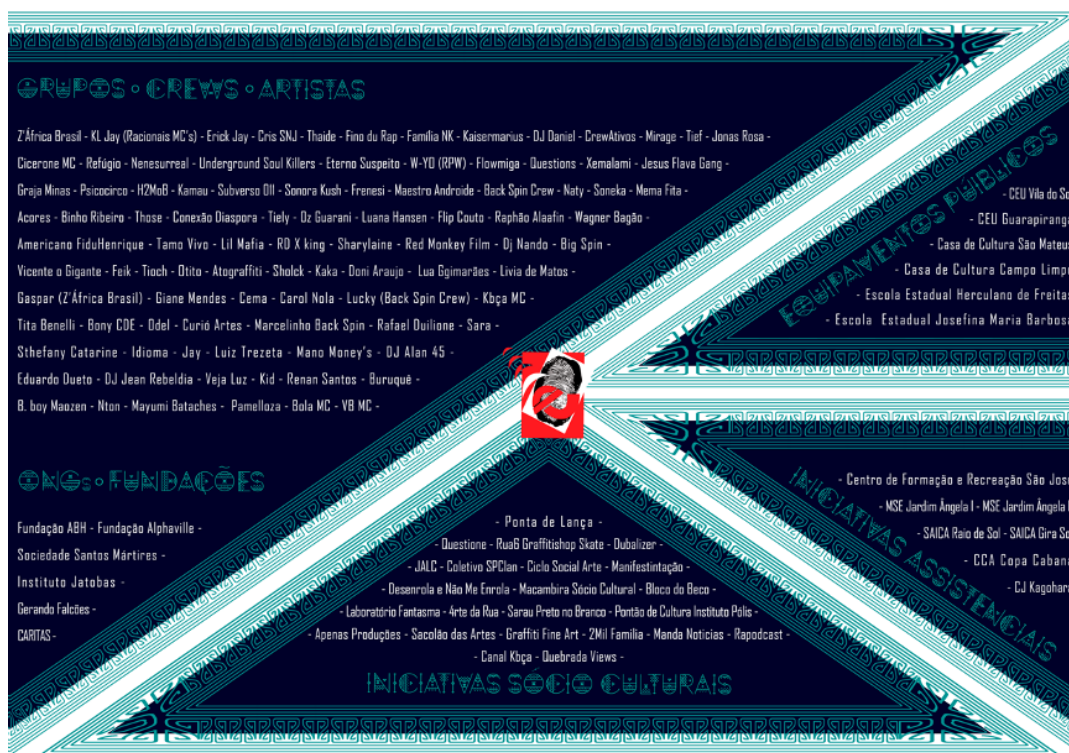 GRUPOS • CREWS • ARTISTAS
Z'África Brasil - KL Jay (Racionais MC's) - Erick Jay - Cris SNJ - Thaide - Fino du Rap - Família NK - Kaisermarius - DJ Daniel - CrewAtivos - Mirage - Tief - Jonas Rosa -
Cicerone MC - Refúgio - Nenesurreal - Underground Soul Killers - Eterno Suspeito - W-YO (RPW) - Flowmiga - Questions - Xemalami - Jesus Flava Gang -
Graja Minas - Psicocirco - H2MoB - Kamau - Subverso 011 - Sonora Kush - Frenesi - Maestro Androide - Back Spin Crew - Naty - Soneka - Mema Fita -
Acores - Binho Ribeiro - Those - Conexão Diaspora - Tiely - Oz Guarani - Luana Hansen - Flip Couto - Raphão Alaafin - Wagner Bagão -
Americano FiduHenrique - Tamo Vivo - Lil Mafia - RD X king - Sharylaine - Red Monkey Film - Dj Nando - Big Spin -
Vicente o Gigante - Feik - Tioch - Otito - Atograffiti - Sholck - Kaka - Doni Araujo - Lua Ggimarães - Livia de Matos -
Gaspar (Z'África Brasil) - Giane Mendes - Cema - Carol Nola - Lucky (Back Spin Crew) - Kbça MC -
Tita Benelli - Bony CDE - Odel - Curió Artes - Marcelinho Back Spin - Rafael Duilione - Sara -
Sthefany Catarine - Idioma - Jay - Luiz Trezeta - Mano Money's - DJ Alan 45 -
Eduardo Dueto - DJ Jean Rebeldia - Veja Luz - Kid - Renan Santos - Buruquê -
B. boy Maozen - Nton - Mayumi Bataches - Pamelloza - Bola MC - VB MC -
EQUIPAMENTOS PÚBLICOS
- CEU Vila do So
- CEU Guarapiranga
- Casa de Cultura São Mateus
- Casa de Cultura Campo Limpo
- Escola Estadual Herculano de Freitas
- Escola Estadual Josefina Maria Barbosa
ONGs • FUNDAÇÕES
Fundação ABH - Fundação Alphaville -
Sociedade Santos Mártires -
Instituto Jatobas -
Gerando Falcões -
CARITAS -
- Ponta de Lança -
- Questione - Rua6 Graffitishop Skate - Dubalizer -
- JALC - Coletivo SPClan - Ciclo Social Arte - Manifestintação -
- Desenrola e Não Me Enrola - Macambira Sócio Cultural - Bloco do Beco -
- Laboratório Fantasma - 4rte da Rua - Sarau Preto no Branco - Pontão de Cultura Instituto Pólis -
- Apenas Produções - Sacolão das Artes - Graffiti Fine Art - 2Mil Familia - Manda Noticias - Rapodcast -
- Canal Kbça - Quebrada Views -
INICIATIVAS SÓCIO CULTURAIS
INICIATIVAS ASSISTENCIAIS
- Centro de Formação e Recreação São José
- MSE Jardim Ângela I - MSE Jardim Ângela I
- SAICA Raio de Sol - SAICA Gira So
- CCA Copa Cabana
- CJ Kagohara